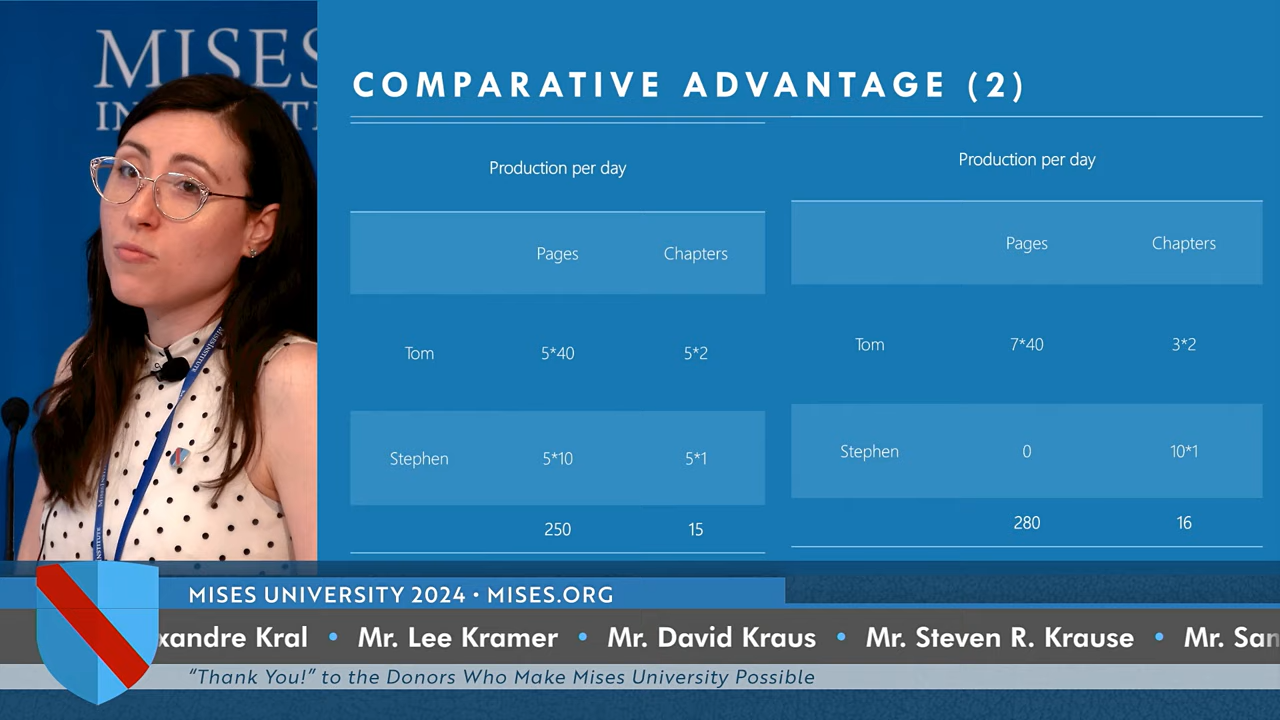 MISES
COMPARATIVE ADVANTAGE (2)
Production per day
Pages Chapters
Tom 5*40 5*2
Stephen 5*10 5*1
250 15
Production per day
Pages Chapters
Tom 7*40 3*2
Stephen 0 10*1
280 16
MISES UNIVERSITY 2024 • MISES.ORG
xandre Kral • Mr. Lee Kramer • Mr. David Kraus • Mr. Steven R. Krause • Mr. San
“Thank You!” to the Donors Who Make Mises University Possible